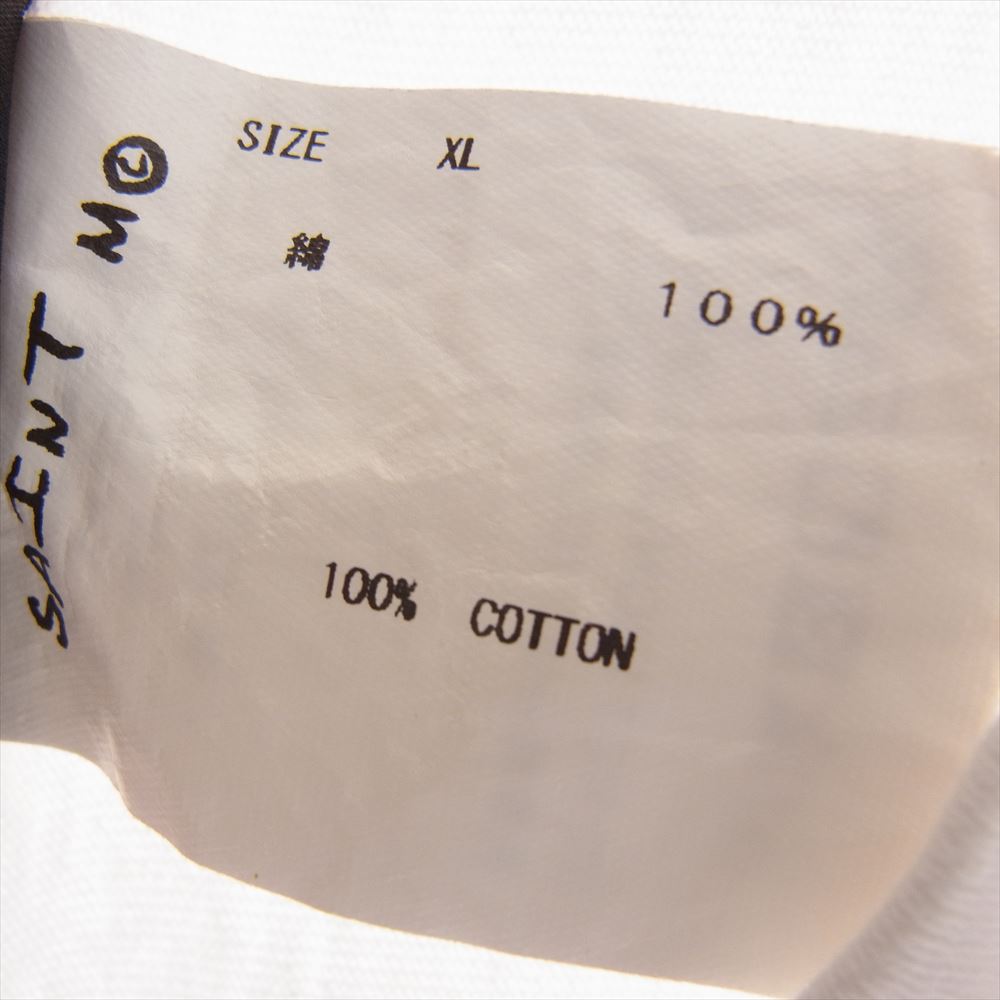 SAINT M©
SIZE XL
綿 100%
100% COTTON